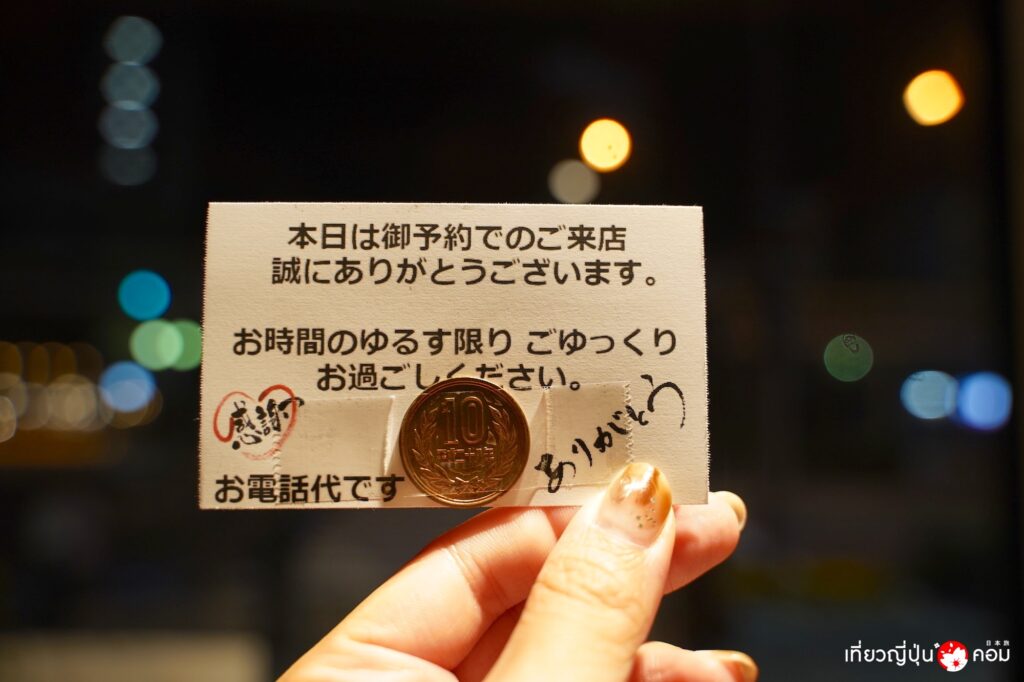 本日は御予約でのご来店
誠にありがとうございます。
お時間のゆるす限り ごゆっくり
お過ごしください。
感謝
ありがとう
10
お電話代です
日本旅
เที่ยวญี่ปุ่น คอม